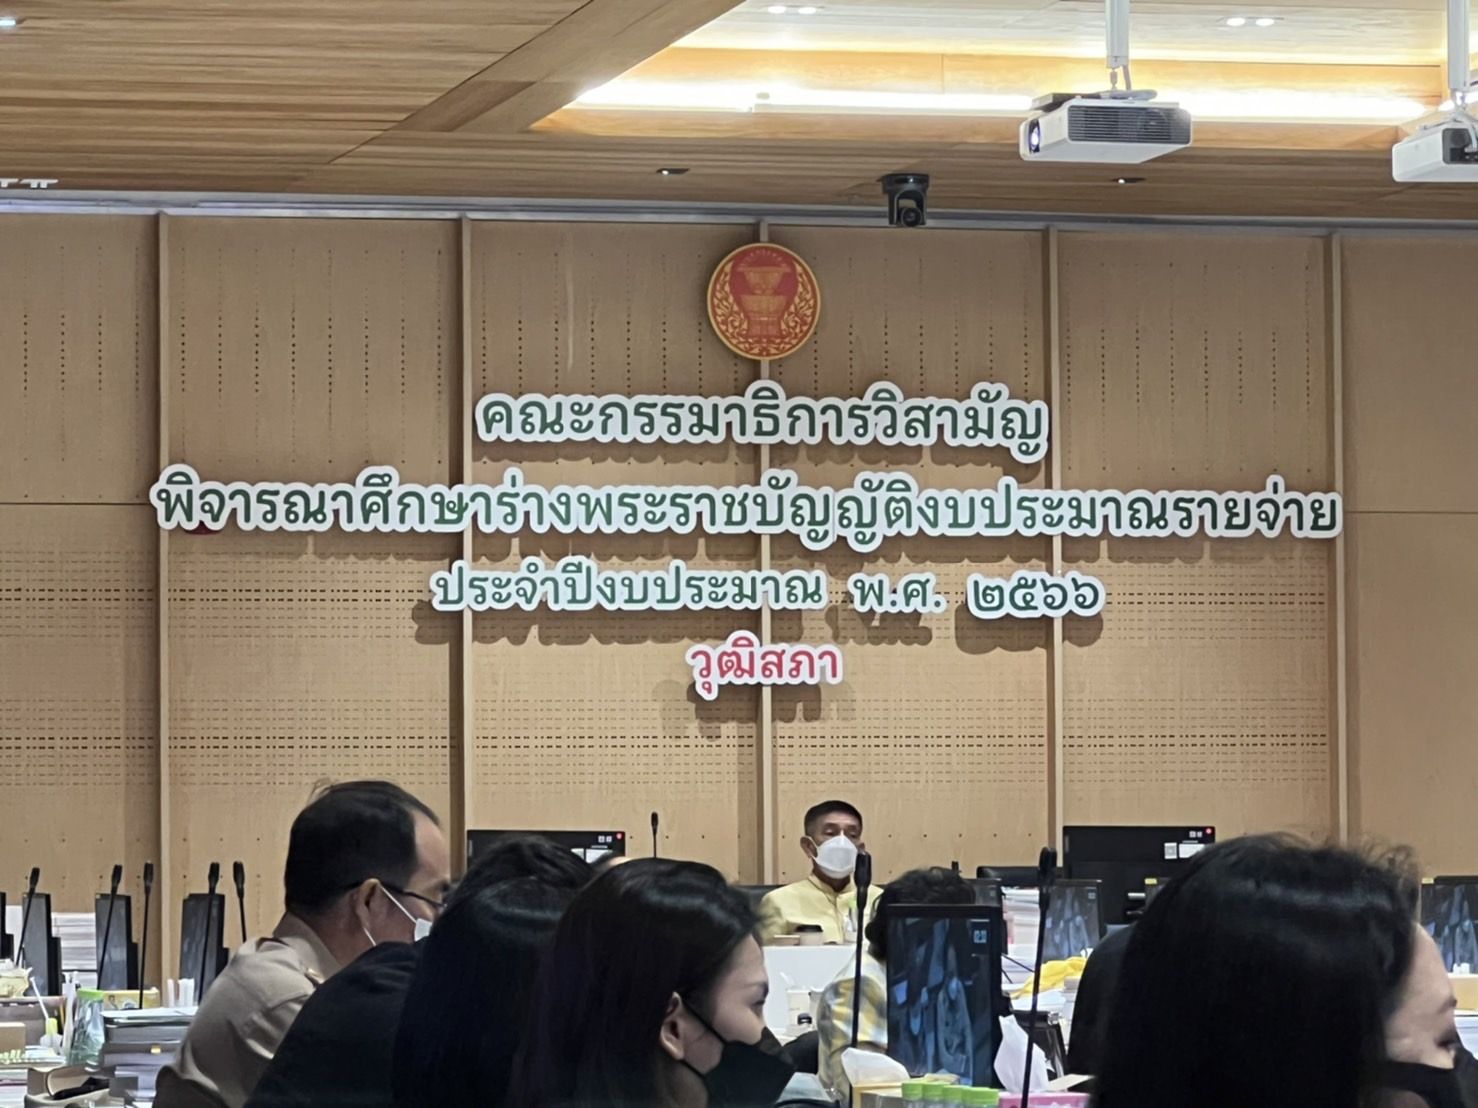 คณะกรรมาธิการวิสามัญ
พิจารณาศึกษาร่างพระราชบัญญัติงบประมาณรายจ่าย
ประจำปีงบประมาณ พ.ศ. ๒๕๖๖
วุฒิสภา